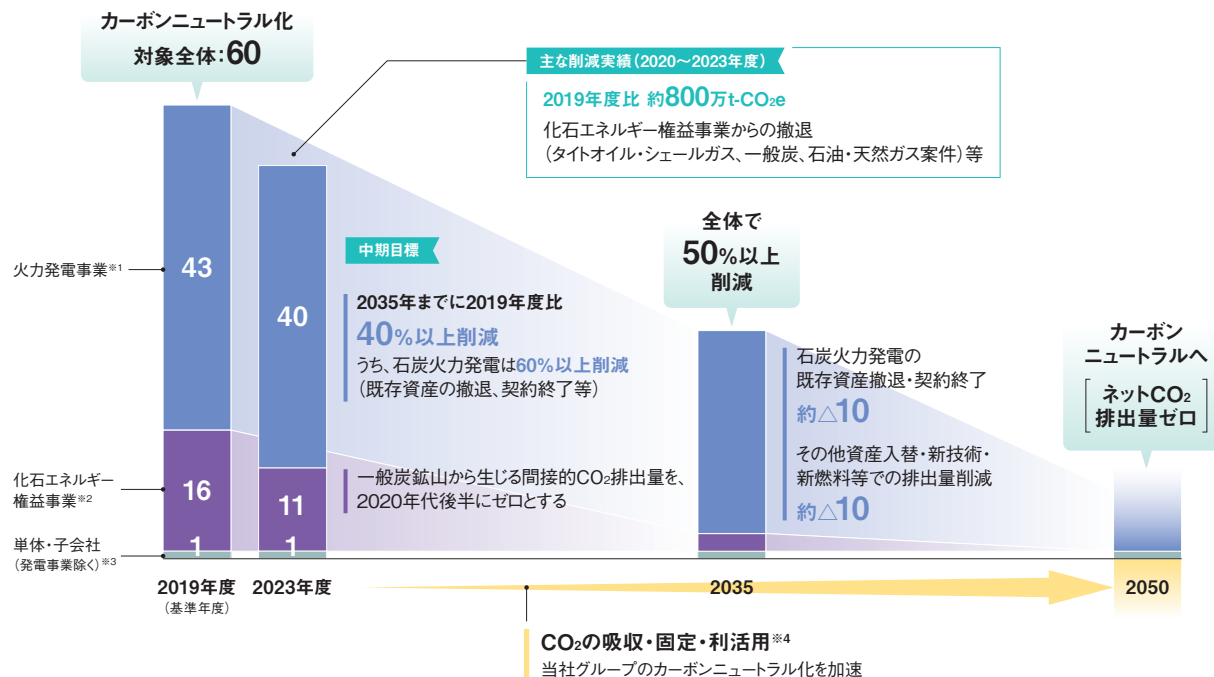 カーボンニュートラル化
対象全体：60
主な削減実績（2020～2023年度）
2019年度比 約800万t-CO₂e
化石エネルギー権益事業からの撤退
（タイトオイル・シェールガス、一般炭、石油・天然ガス案件）等
火力発電事業※1
43
40
中期目標
2035年までに2019年度比
40%以上削減
うち、石炭火力発電は60%以上削減
（既存資産の撤退、契約終了等）
全体で
50%以上
削減
石炭火力発電の
既存資産撤退・契約終了
約△10
その他資産入替・新技術・
新燃料等での排出量削減
約△10
カーボン
ニュートラルへ
ネットCO₂
排出量ゼロ
化石エネルギー
権益事業※2
16
11
一般炭鉱山から生じる間接的CO₂排出量を、
2020年代後半にゼロとする
単体・子会社
（発電事業除く）※3
1
1
2019年度
（基準年度）
2023年度
2035
2050
CO₂の吸収・固定・利活用※4
当社グループのカーボンニュートラル化を加速